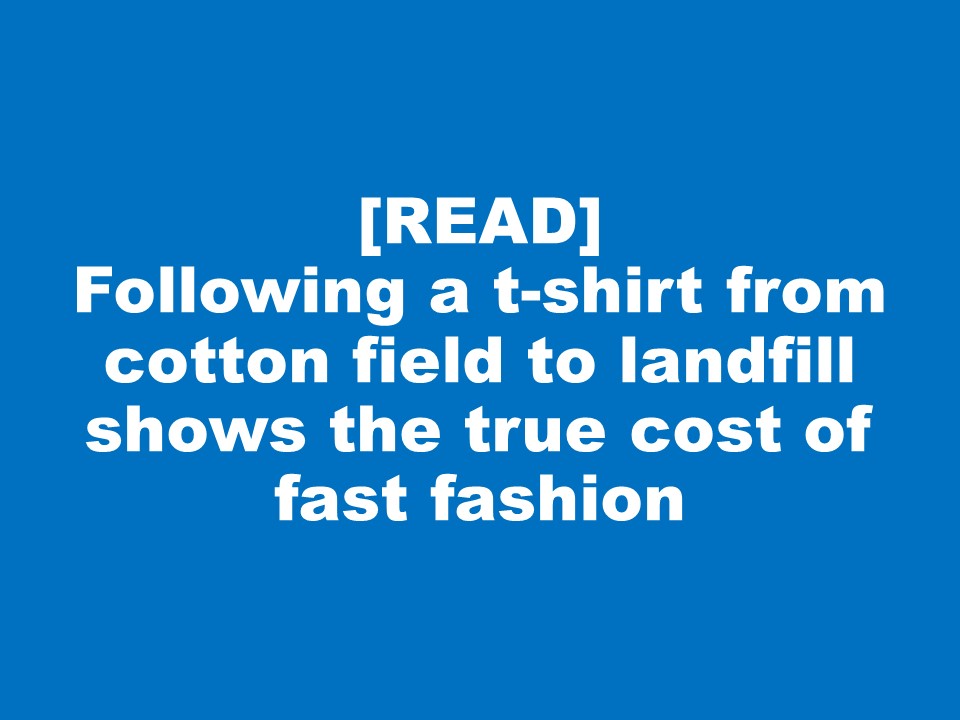 [READ]
Following a t-shirt from
cotton field to landfill
shows the true cost of
fast fashion